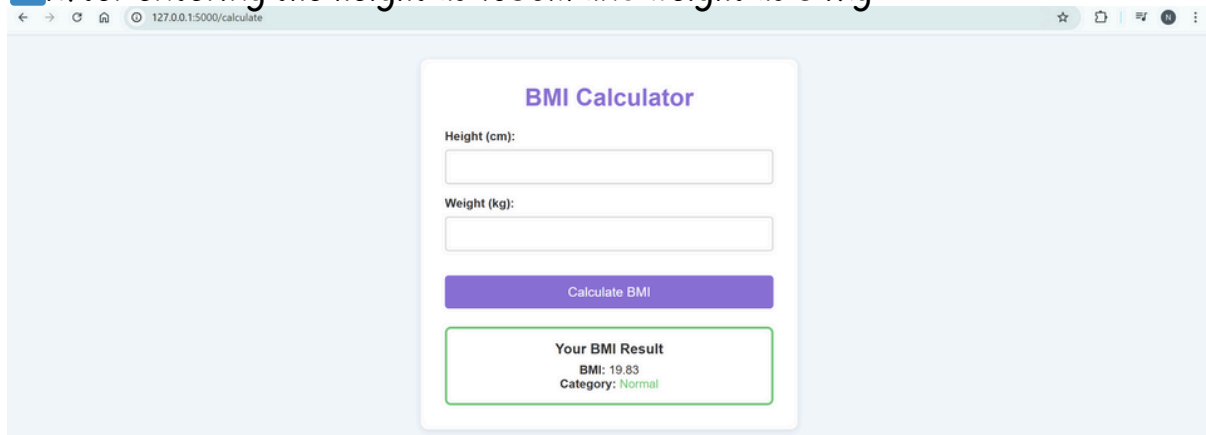 127.0.0.1:5000/calculate
N
BMI Calculator
Height (cm):
Weight (kg):
Calculate BMI
Your BMI Result
BMI: 19.83
Category: Normal